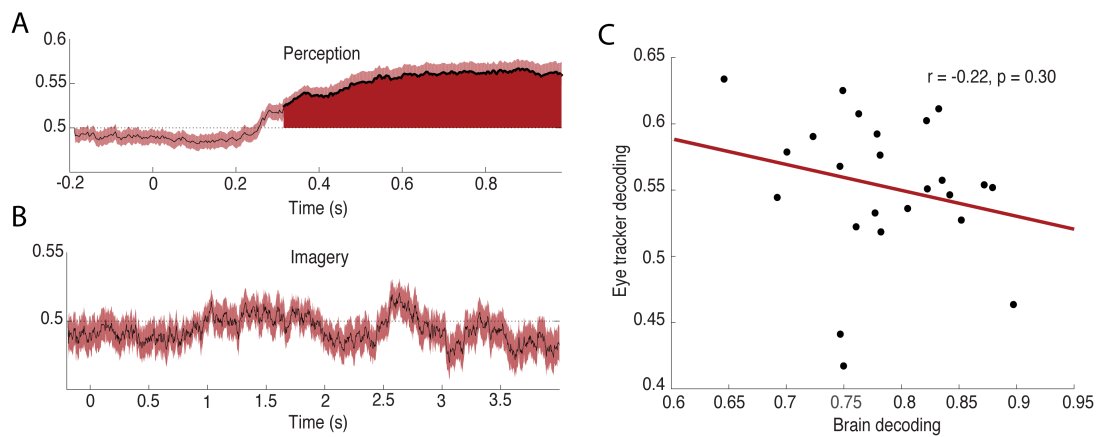 A
0.6
Perception
0.55
0.5
-0.2 0 0.2 0.4 0.6 0.8
Time (s)
B
0.55
Imagery
0.5
0 0.5 1 1.5 2 2.5 3 3.5
Time (s)
C
0.65
r = -0.22, p = 0.30
0.6
0.55
0.5
0.45
0.4
Eye tracker decoding
0.6 0.65 0.7 0.75 0.8 0.85 0.9 0.95
Brain decoding